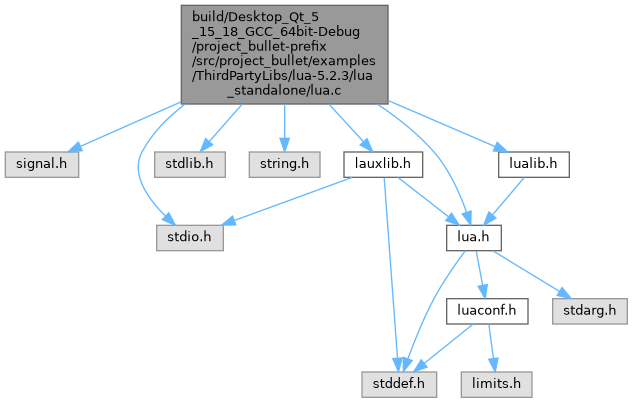 build/Desktop_Qt_5
_15_18_GCC_64bit-Debug
/project_bullet-prefix
/src/project_bullet/examples
/ThirdPartyLibs/lua-5.2.3/lua
_standalone/lua.c
signal.h
stdlib.h
string.h
lauxlib.h
lualib.h
stdio.h
lua.h
luaconf.h
stdarg.h
stddef.h
limits.h